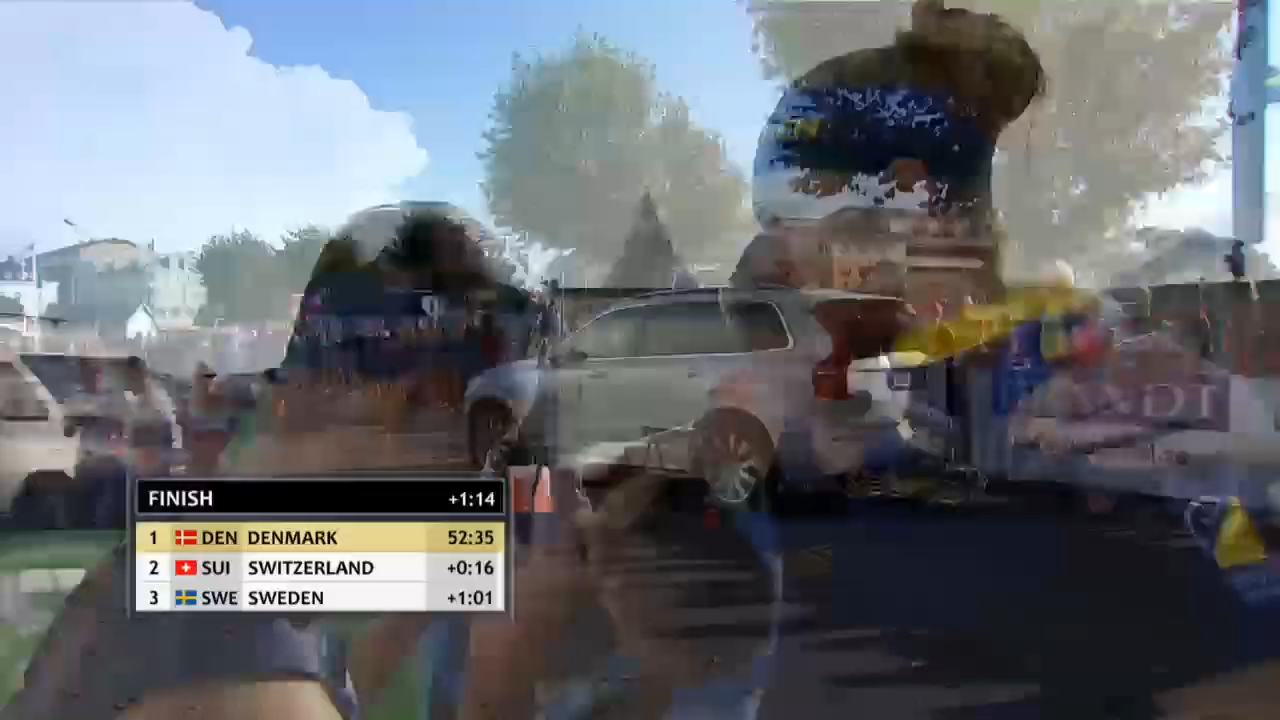 FINISH +1:14
1 DEN DENMARK 52:35
2 SUI SWITZERLAND +0:16
3 SWE SWEDEN +1:01